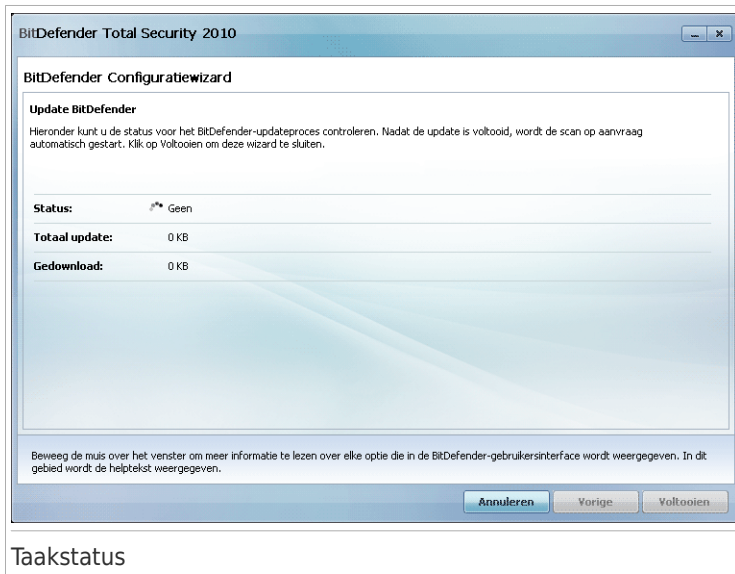 BitDefender Total Security 2010
BitDefender Configuratiewizard
Update BitDefender
Hieronder kunt u de status voor het BitDefender-updateproces controleren. Nadat de update is voltooid, wordt de scan op aanvraag
automatisch gestart. Klik op Voltooien om deze wizard te sluiten.
Status: Geen
Totaal update: 0 KB
Gedownload: 0 KB
Beweeg de muis over het venster om meer informatie te lezen over elke optie die in de BitDefender-gebruikersinterface wordt weergegeven. In dit
gebied wordt de helptekst weergegeven.
Annuleren Vorige Voltooien
Taakstatus